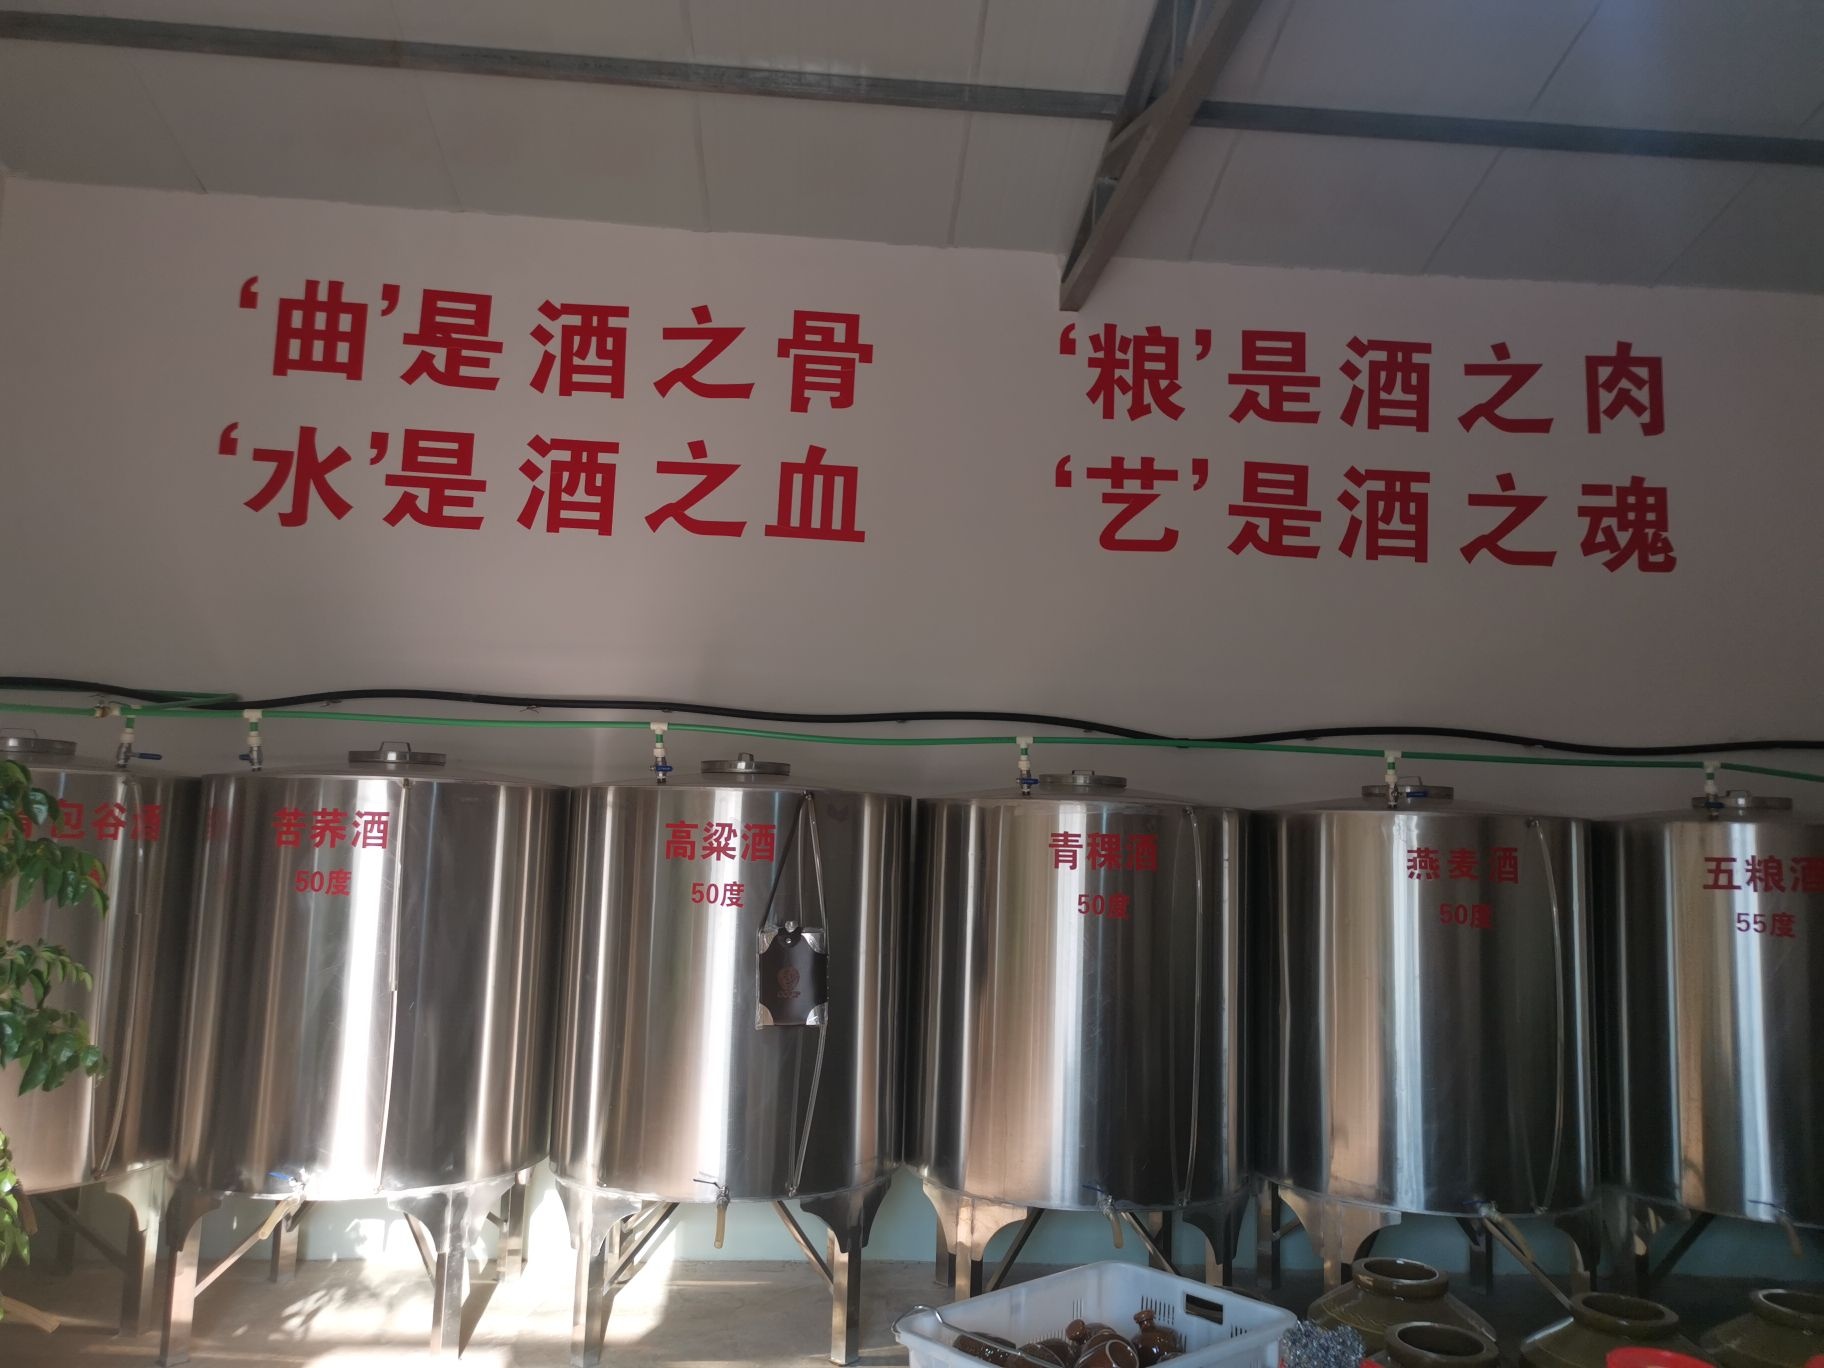 ‘曲’是酒之骨 ‘粮’是酒之肉
‘水’是酒之血 ‘艺’是酒之魂
包谷酒
苦荞酒
50度
高粱酒
50度
青稞酒
50度
燕麦酒
50度
五粮酒
55度